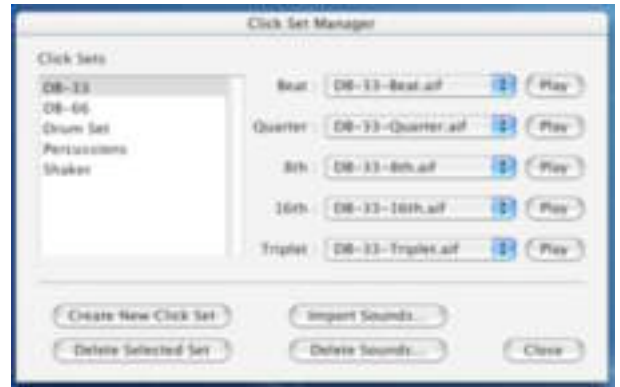 Click Set Manager
Click Sets
DB-33
DB-66
Drum Set
Percussions
Shaker
Beat : DB-33-Beat.aif Play
Quarter : DB-33-Quarter.aif Play
8th : DB-33-8th.aif Play
16th : DB-33-16th.aif Play
Triplet : DB-33-Triplet.aif Play
Create New Click Set
Import Sounds...
Delete Selected Set
Delete Sounds...
Close